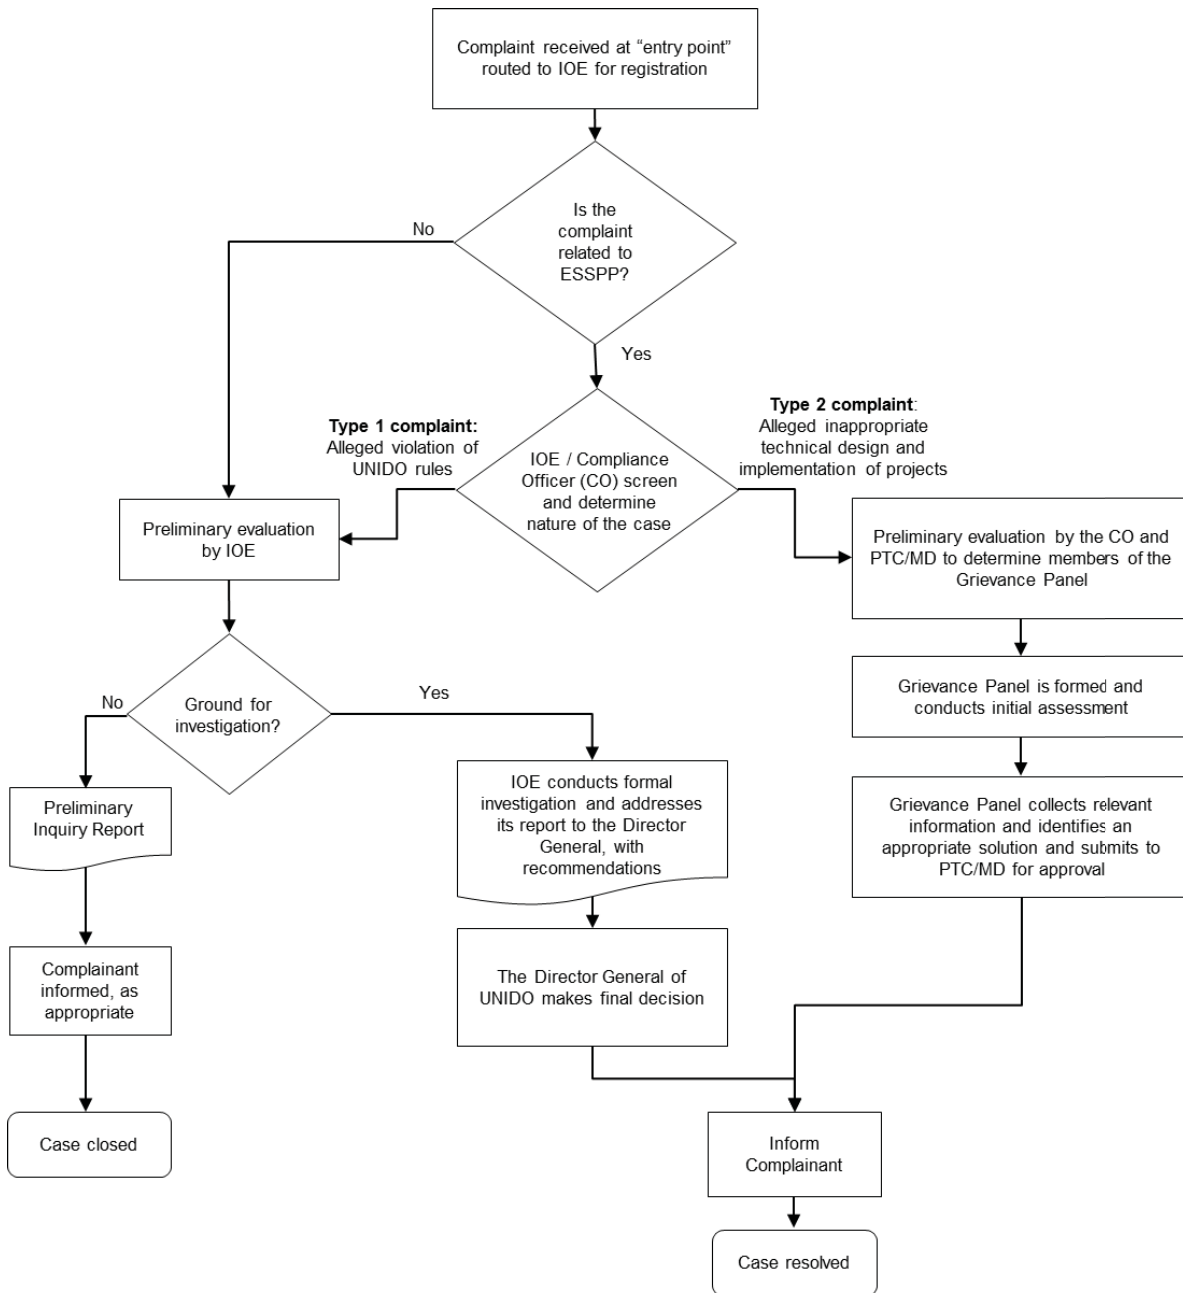 Complaint received at “entry point”
routed to IOE for registration
Is the
complaint
related to
ESSPP?
No
Yes
Type 1 complaint:
Alleged violation of
UNIDO rules
Type 2 complaint:
Alleged inappropriate
technical design and
implementation of projects
IOE / Compliance
Officer (CO) screen
and determine
nature of the case
Preliminary evaluation
by IOE
Preliminary evaluation by the CO and
PTC/MD to determine members of the
Grievance Panel
Ground for
investigation?
No
Yes
Grievance Panel is formed and
conducts initial assessment
Preliminary
Inquiry Report
IOE conducts formal
investigation and addresses
its report to the Director
General, with
recommendations
Grievance Panel collects relevant
information and identifies an
appropriate solution and submits to
PTC/MD for approval
Complainant
informed, as
appropriate
The Director General of
UNIDO makes final decision
Case closed
Inform
Complainant
Case resolved